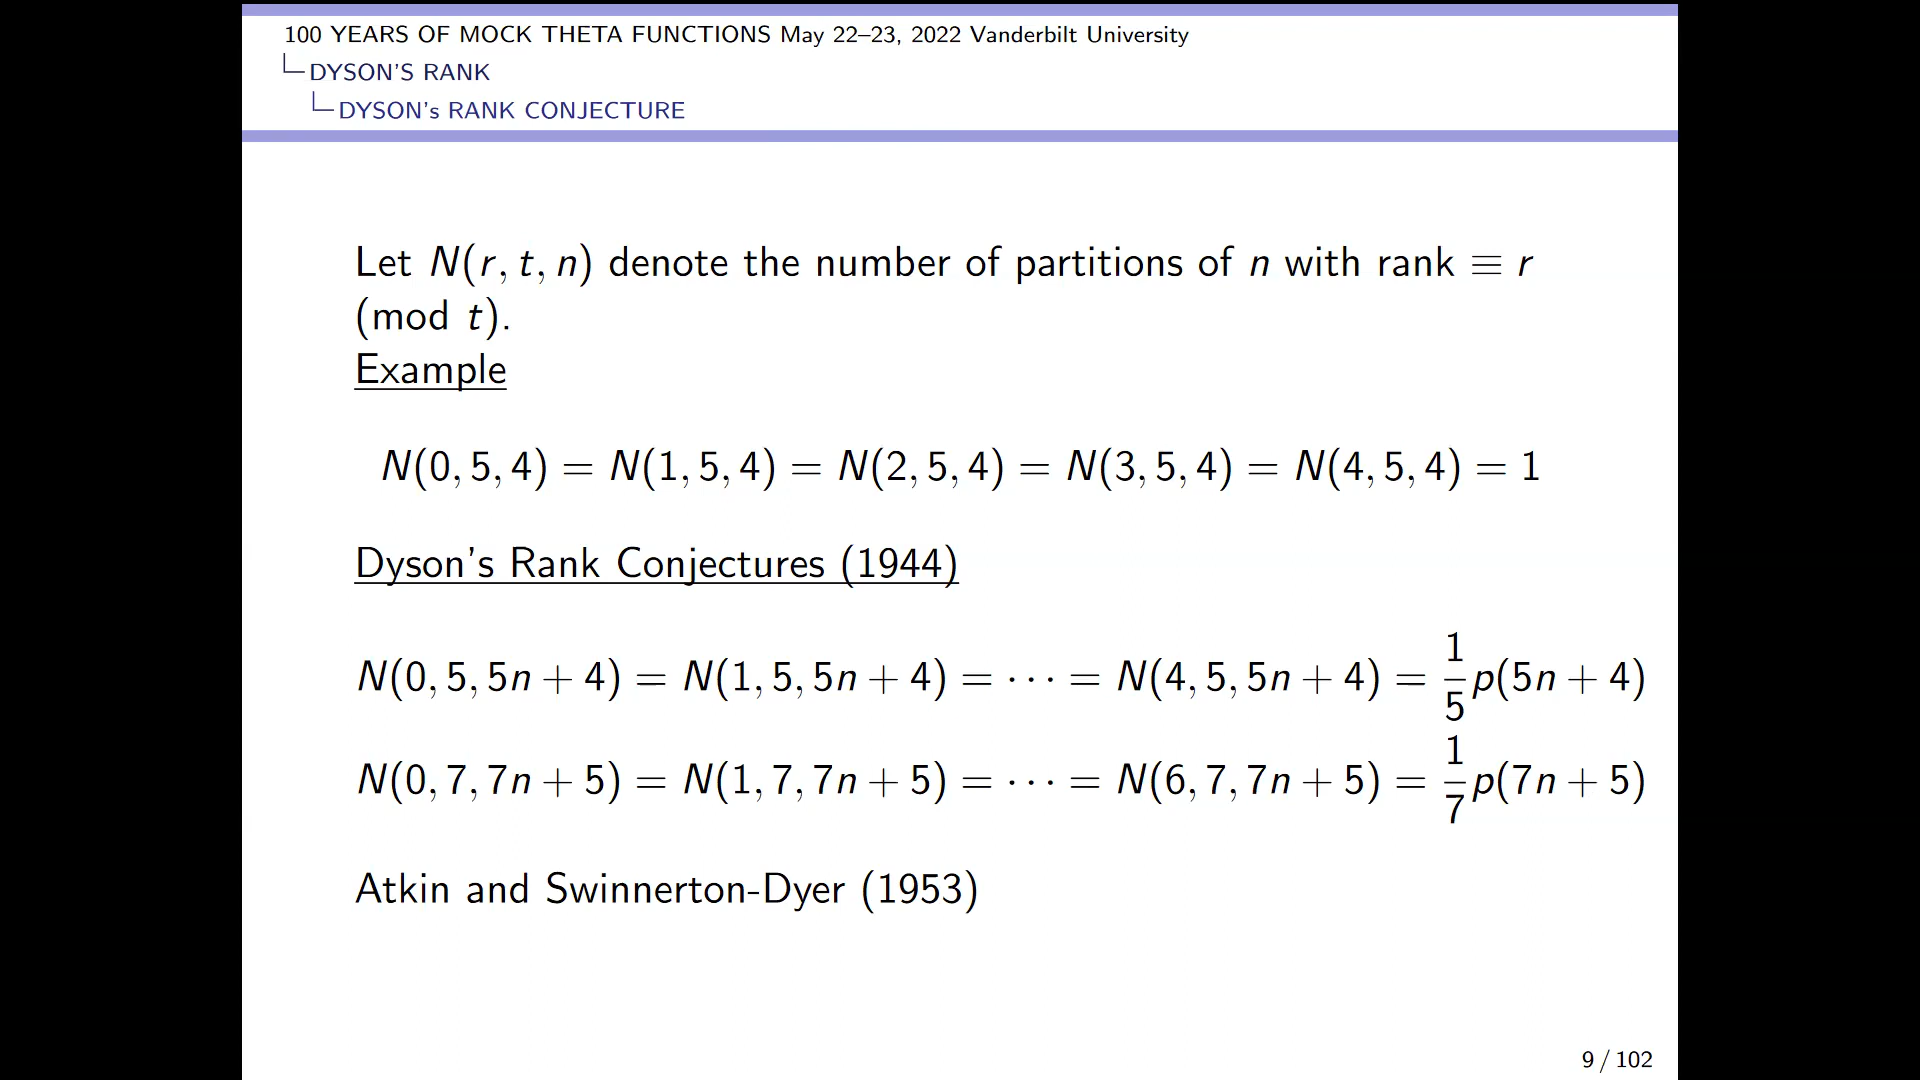 100 YEARS OF MOCK THETA FUNCTIONS May 22–23, 2022 Vanderbilt University
DYSON'S RANK
DYSON's RANK CONJECTURE
Let N(r, t, n) denote the number of partitions of n with rank ≡ r
(mod t).
Example
N(0, 5, 4) = N(1, 5, 4) = N(2, 5, 4) = N(3, 5, 4) = N(4, 5, 4) = 1
Dyson's Rank Conjectures (1944)
N(0, 5, 5n + 4) = N(1, 5, 5n + 4) = ⋯ = N(4, 5, 5n + 4) = 1/5 p(5n + 4)
N(0, 7, 7n + 5) = N(1, 7, 7n + 5) = ⋯ = N(6, 7, 7n + 5) = 1/7 p(7n + 5)
Atkin and Swinnerton-Dyer (1953)
9 / 102